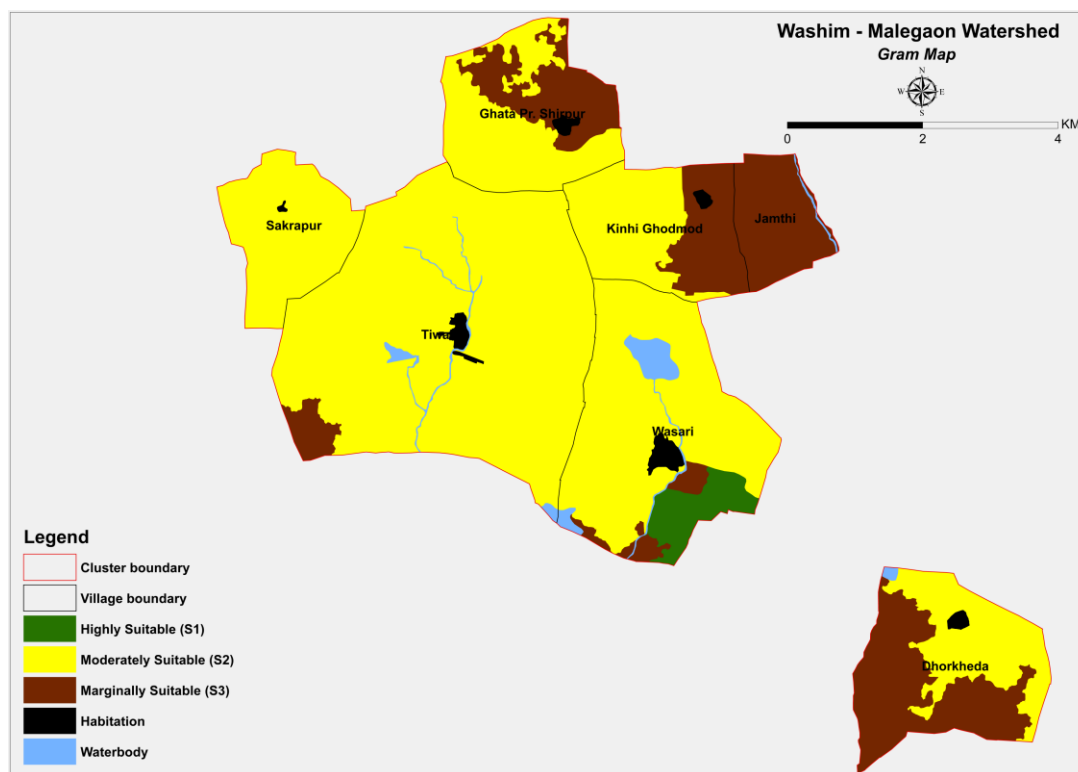 Washim - Malegaon Watershed
Gram Map
N
W E
S
KM
0 2 4
Ghata Pr. Shirpur
Sakrapur
Kinhi Ghodmod
Jamthi
Wasari
Dhorkheda
Legend
Cluster boundary
Village boundary
Highly Suitable (S1)
Moderately Suitable (S2)
Marginally Suitable (S3)
Habitation
Waterbody